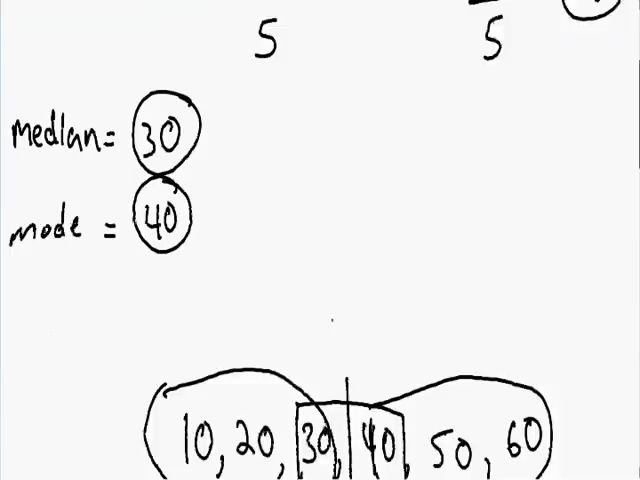 5 5
median = 30
mode = 40
10, 20, 30, 40, 50, 60